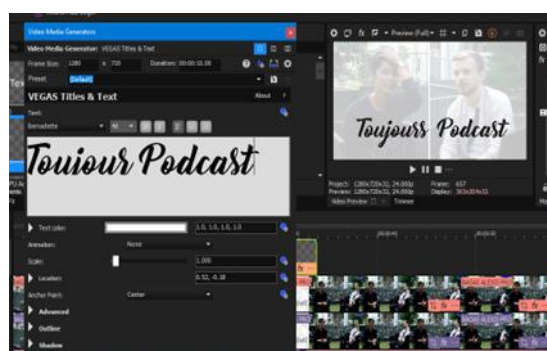 Video Media Generators
Video Media Generator: VEGAS Titles & Text
Frame Size: 1280 x 720 Duration: 00:00:10.00
Preset: (Default)
VEGAS Titles & Text About ?
Text:
Bernadette
Toujour Podcast
Text color: 1.0, 1.0, 1.0, 1.0
Animation: None
Scale: 1.000
Location: 0.52, -0.18
Anchor Point: Center
Advanced
Outline
Shadow
Preview (Full)
Toujours Podcast
Project: 1280x720x32, 24.000p Frame: 657
Preview: 1280x720x32, 24.000p Display: 363x204x32
Video Preview Trimmer